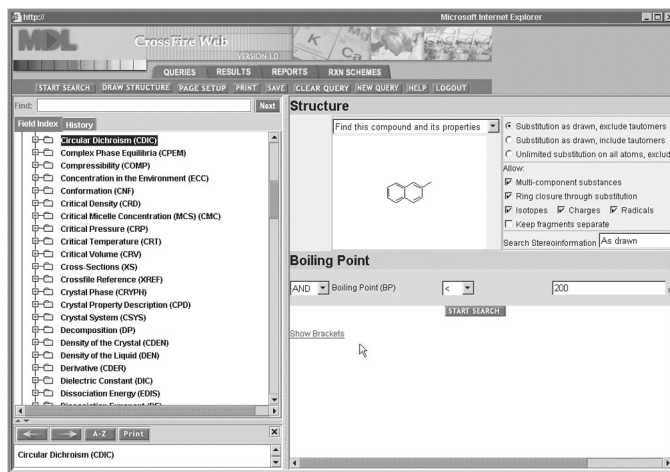 http://
Microsoft Internet Explorer
MDL
CrossFire Web
VERSION 1.0
K
Mg
Ca
QUERIES RESULTS REPORTS RXN SCHEMES
START SEARCH DRAW STRUCTURE PAGE SETUP PRINT SAVE CLEAR QUERY NEW QUERY HELP LOGOUT
Find:
Next
Field Index History
Circular Dichroism (CDIC)
Complex Phase Equilibria (CPEM)
Compressibility (COMP)
Concentration in the Environment (ECC)
Conformation (CNF)
Critical Density (CRD)
Critical Micelle Concentration (MCS) (CMC)
Critical Pressure (CRP)
Critical Temperature (CRT)
Critical Volume (CRV)
Cross-Sections (XS)
Crossfile Reference (XREF)
Crystal Phase (CRYPH)
Crystal Property Description (CPD)
Crystal System (CSYS)
Decomposition (DP)
Density of the Crystal (CDEN)
Density of the Liquid (DEN)
Derivative (CDER)
Dielectric Constant (DIC)
Dissociation Energy (EDIS)
Dissociation Exponent (DE)
A-Z Print
Circular Dichroism (CDIC)
Structure
Find this compound and its properties
Substitution as drawn, exclude tautomers
Substitution as drawn, include tautomers
Unlimited substitution on all atoms, exclud
Allow:
Multi-component substances
Ring closure through substitution
Isotopes Charges Radicals
Keep fragments separate
Search Stereoinformation As drawn
Boiling Point
AND Boiling Point (BP) < 200
START SEARCH
Show Brackets